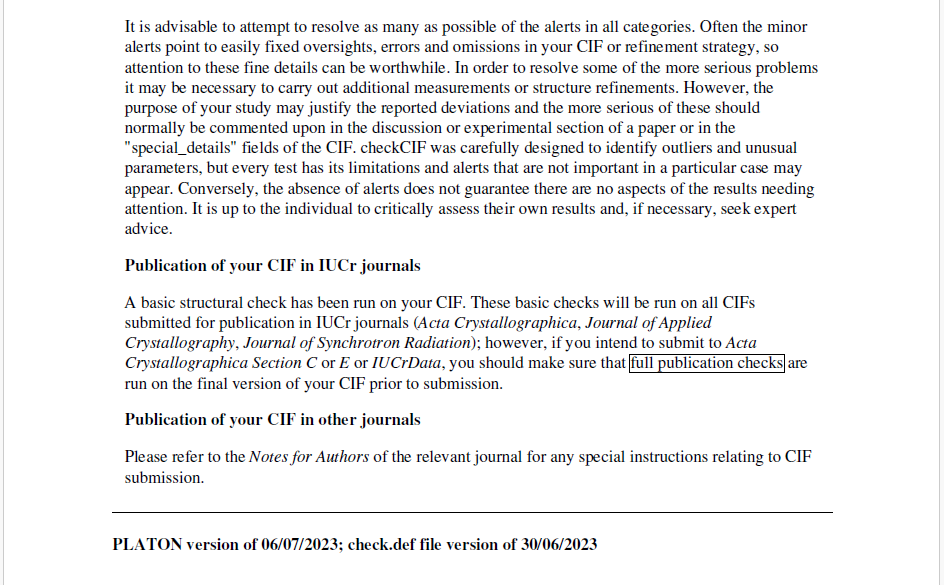 It is advisable to attempt to resolve as many as possible of the alerts in all categories. Often the minor
alerts point to easily fixed oversights, errors and omissions in your CIF or refinement strategy, so
attention to these fine details can be worthwhile. In order to resolve some of the more serious problems
it may be necessary to carry out additional measurements or structure refinements. However, the
purpose of your study may justify the reported deviations and the more serious of these should
normally be commented upon in the discussion or experimental section of a paper or in the
"special_details" fields of the CIF. checkCIF was carefully designed to identify outliers and unusual
parameters, but every test has its limitations and alerts that are not important in a particular case may
appear. Conversely, the absence of alerts does not guarantee there are no aspects of the results needing
attention. It is up to the individual to critically assess their own results and, if necessary, seek expert
advice.
Publication of your CIF in IUCr journals
A basic structural check has been run on your CIF. These basic checks will be run on all CIFs
submitted for publication in IUCr journals (Acta Crystallographica, Journal of Applied
Crystallography, Journal of Synchrotron Radiation); however, if you intend to submit to Acta
Crystallographica Section C or E or IUCrData, you should make sure that full publication checks are
run on the final version of your CIF prior to submission.
Publication of your CIF in other journals
Please refer to the Notes for Authors of the relevant journal for any special instructions relating to CIF
submission.
PLATON version of 06/07/2023; check.def file version of 30/06/2023